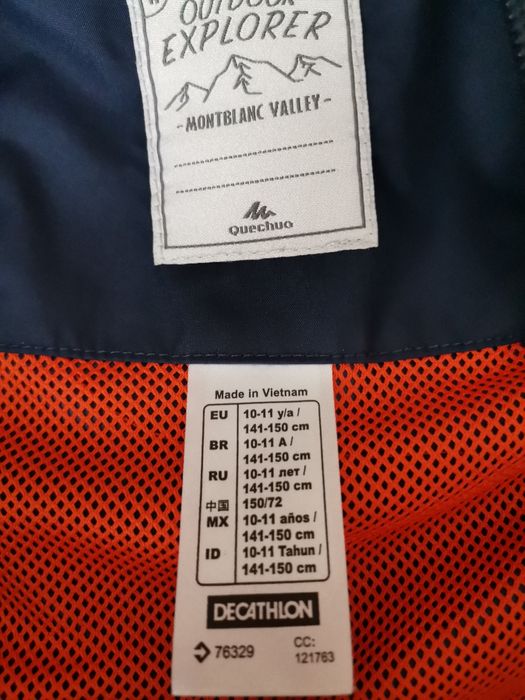 OUTDOOR
EXPLORER
- MONTBLANC VALLEY -
Quechua
Made in Vietnam
EU 10-11 y/a /
141-150 cm
BR 10-11 A /
141-150 cm
RU 10-11 лет /
141-150 cm
中国 150/72
MX 10-11 años /
141-150 cm
ID 10-11 Tahun /
141-150 cm
DECATHLON
76329 CC:
121763